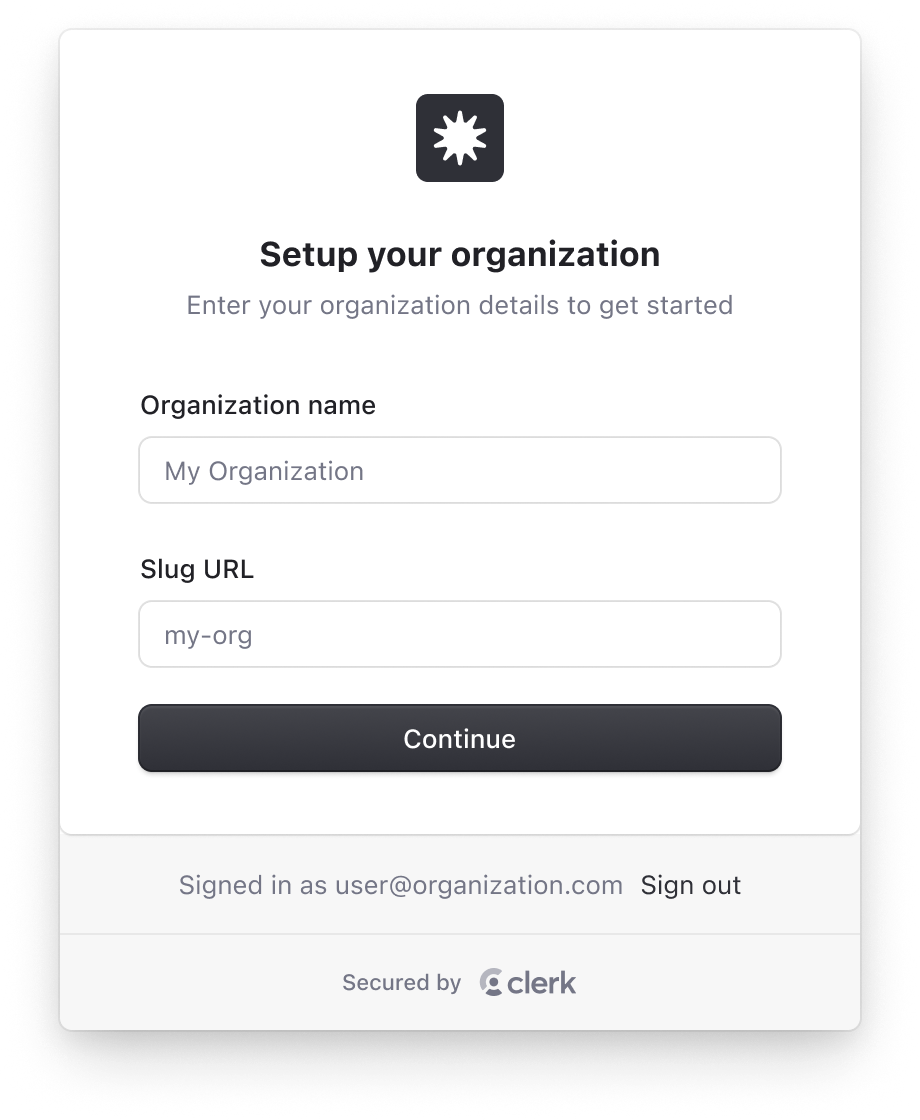 Setup your organization
Enter your organization details to get started
Organization name
My Organization
Slug URL
my-org
Continue
Signed in as user@organization.com Sign out
Secured by clerk